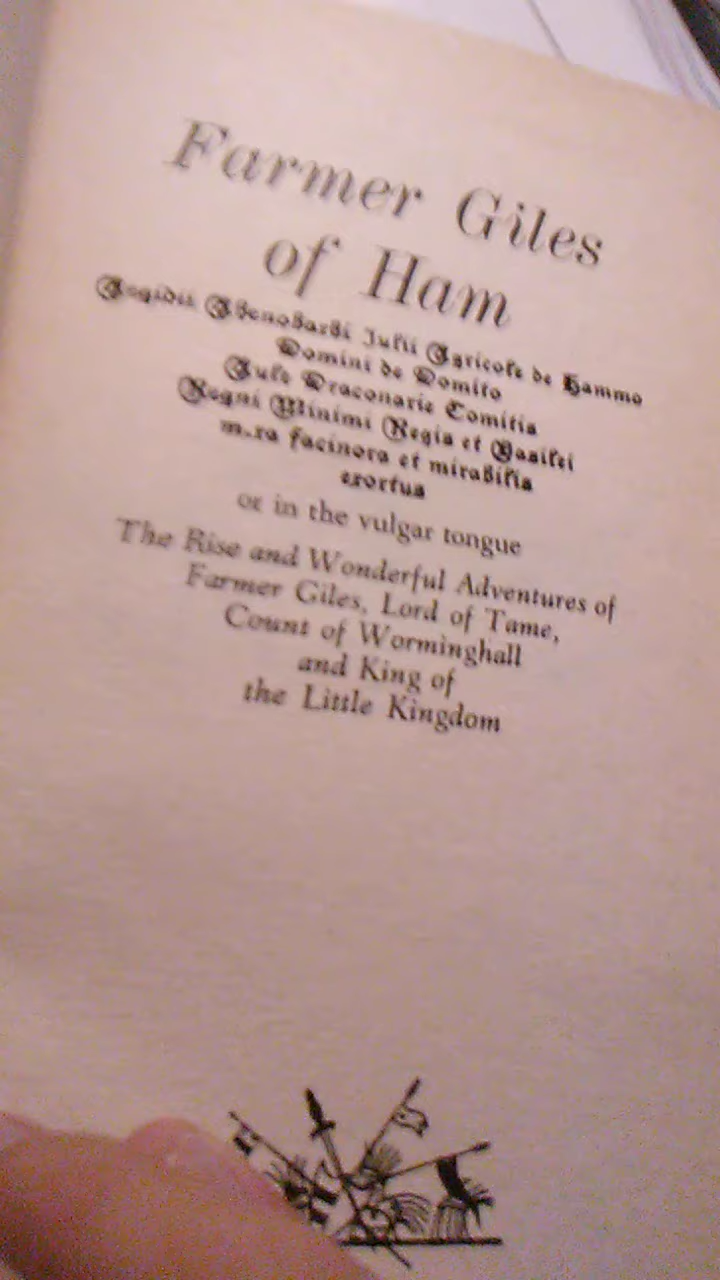 Farmer Giles
of Ham
Aegidii Ahenobarbi Julii Agricole de Hammo
Domini de Domito
Aule Draconarie Comitis
Regni Minimi Regis et Basilei
mira facinora et mirabilis
exortus
or in the vulgar tongue
The Rise and Wonderful Adventures of
Farmer Giles, Lord of Tame,
Count of Worminghall
and King of
the Little Kingdom